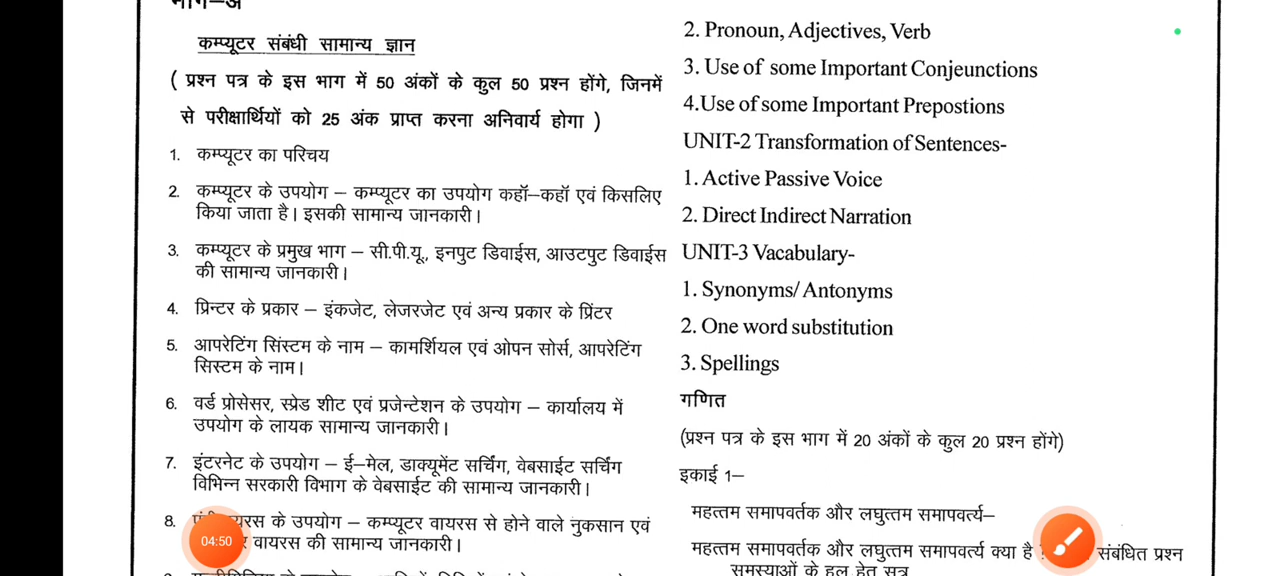 भाग–अ
कम्प्यूटर संबंधी सामान्य ज्ञान
( प्रश्न पत्र के इस भाग में 50 अंकों के कुल 50 प्रश्न होंगे, जिनमें
से परीक्षार्थियों को 25 अंक प्राप्त करना अनिवार्य होगा )
1. कम्प्यूटर का परिचय
2. कम्प्यूटर के उपयोग – कम्प्यूटर का उपयोग कहॉं–कहॉं एवं किसलिए
किया जाता है। इसकी सामान्य जानकारी।
3. कम्प्यूटर के प्रमुख भाग – सी.पी.यू., इनपुट डिवाईस, आउटपुट डिवाईस
की सामान्य जानकारी।
4. प्रिन्टर के प्रकार – इंकजेट, लेजरजेट एवं अन्य प्रकार के प्रिंटर
5. आपरेटिंग सिंस्टम के नाम – कामर्शियल एवं ओपन सोर्स, आपरेटिंग
सिस्टम के नाम।
6. वर्ड प्रोसेसर, स्प्रेड शीट एवं प्रजेन्टेशन के उपयोग – कार्यालय में
उपयोग के लायक सामान्य जानकारी।
7. इंटरनेट के उपयोग – ई–मेल, डाक्यूमेंट सर्चिंग, वेबसाईट सर्चिंग
विभिन्न सरकारी विभाग के वेबसाईट की सामान्य जानकारी।
8. के उपयोग – कम्प्यूटर वायरस से होने वाले नुकसान एवं
04:50
वायरस की सामान्य जानकारी।
2. Pronoun, Adjectives, Verb
3. Use of some Important Conjeunctions
4.Use of some Important Prepostions
UNIT-2 Transformation of Sentences-
1. Active Passive Voice
2. Direct Indirect Narration
UNIT-3 Vacabulary-
1. Synonyms/ Antonyms
2. One word substitution
3. Spellings
गणित
(प्रश्न पत्र के इस भाग में 20 अंकों के कुल 20 प्रश्न होंगे)
इकाई 1–
महत्तम समापवर्तक और लघुत्तम समापवर्त्य–
महत्तम समापवर्तक और लघुत्तम समापवर्त्य क्या है संबंधित प्रश्न
समस्याओं के हल हेतु सूत्र